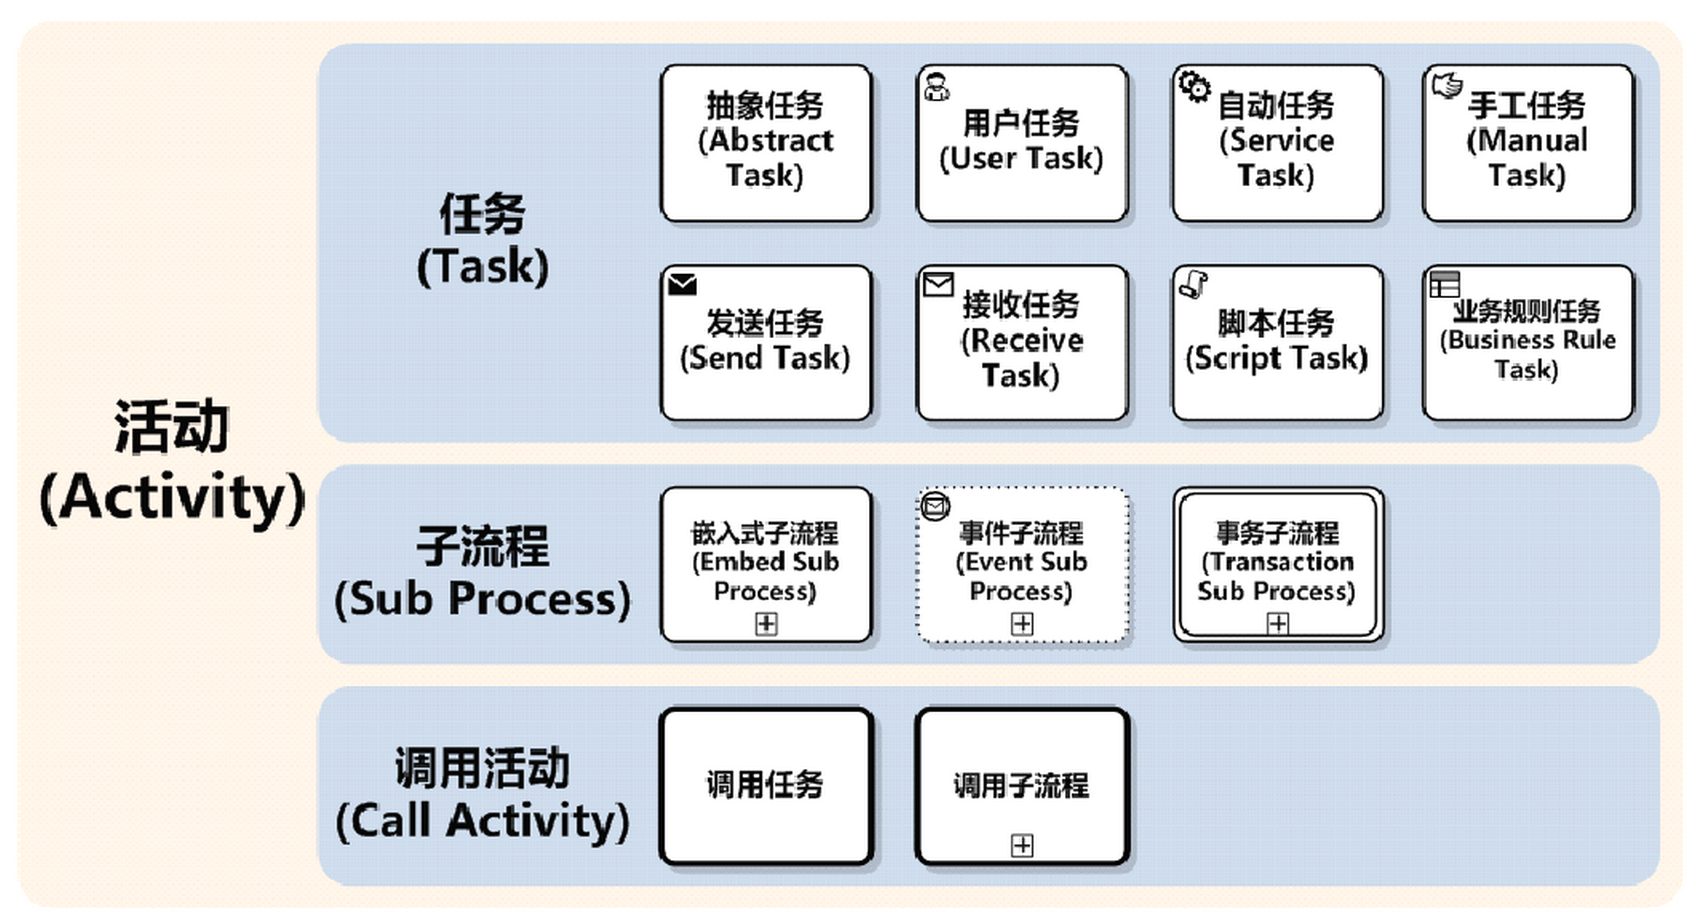 活动
(Activity)
任务
(Task)
抽象任务
(Abstract
Task)
用户任务
(User Task)
自动任务
(Service
Task)
手工任务
(Manual
Task)
发送任务
(Send Task)
接收任务
(Receive
Task)
脚本任务
(Script Task)
业务规则任务
(Business Rule
Task)
子流程
(Sub Process)
嵌入式子流程
(Embed Sub
Process)
事件子流程
(Event Sub
Process)
事务子流程
(Transaction
Sub Process)
调用活动
(Call Activity)
调用任务
调用子流程